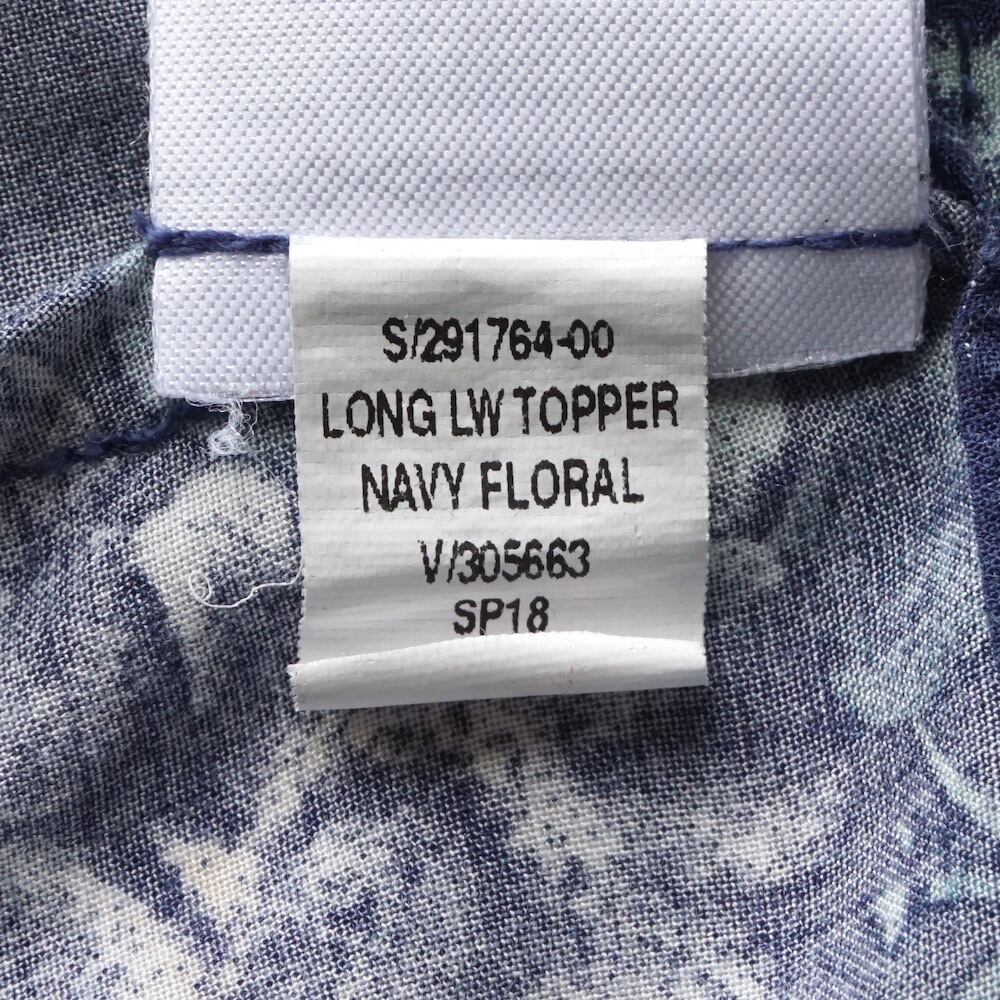 S/291764-00
LONG LW TOPPER
NAVY FLORAL
V/305663
SP18